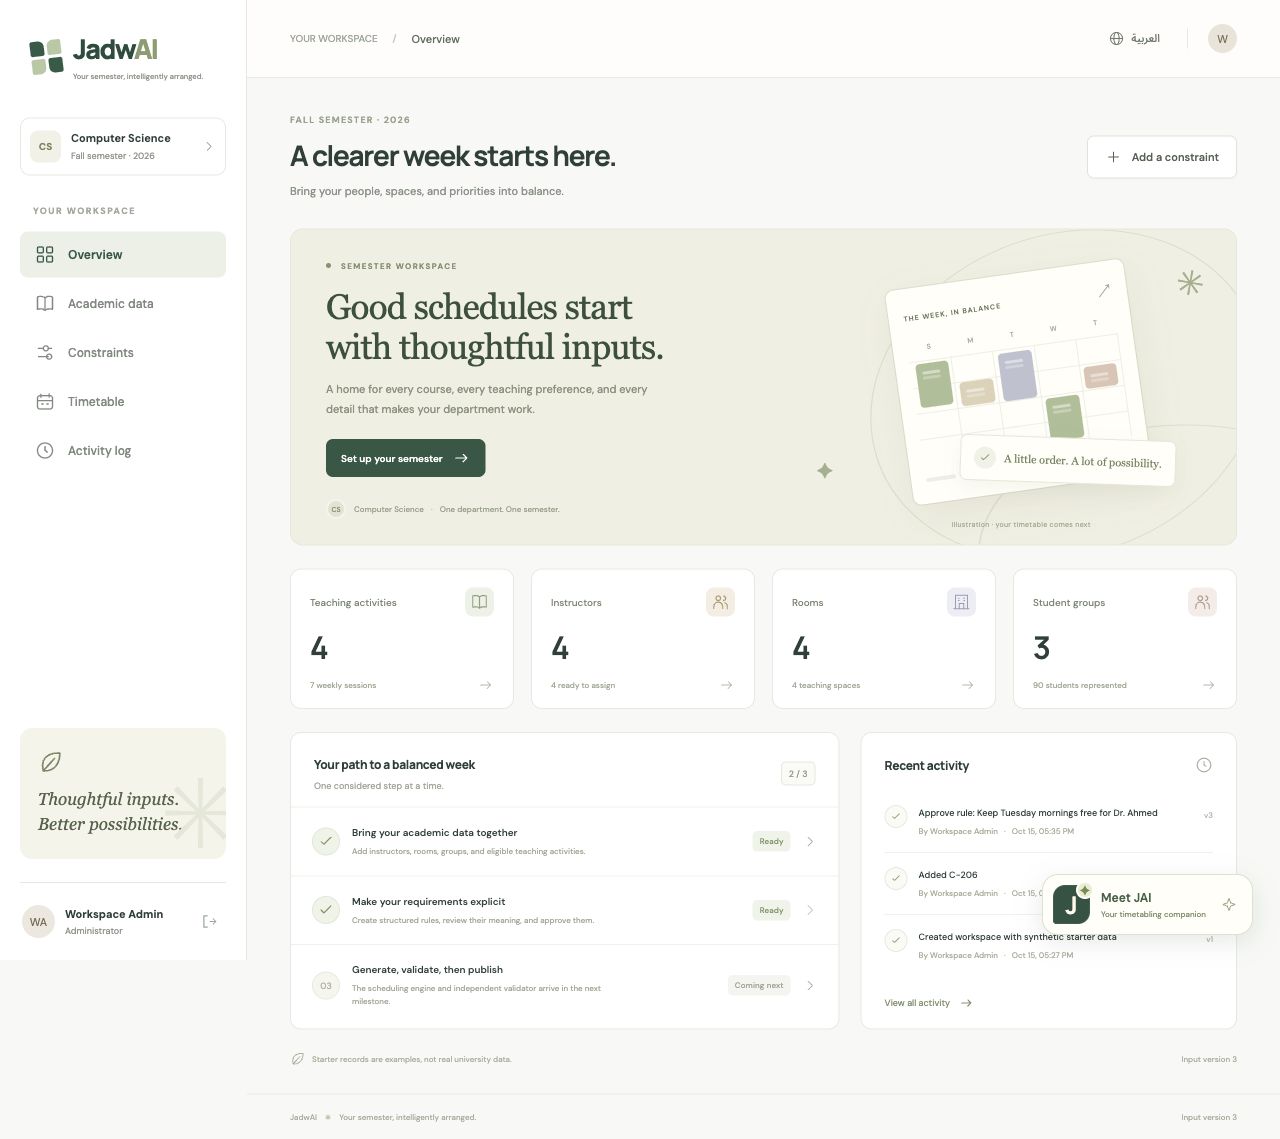 JadwAI
Your semester, intelligently arranged.
CS
Computer Science
Fall semester · 2026
YOUR WORKSPACE
Overview
Academic data
Constraints
Timetable
Activity log
Thoughtful inputs.
Better possibilities.
WA
Workspace Admin
Administrator
YOUR WORKSPACE / Overview
العربية
W
FALL SEMESTER · 2026
A clearer week starts here.
Bring your people, spaces, and priorities into balance.
Add a constraint
SEMESTER WORKSPACE
Good schedules start
with thoughtful inputs.
A home for every course, every teaching preference, and every
detail that makes your department work.
Set up your semester
CS Computer Science · One department. One semester.
THE WEEK, IN BALANCE
S M T W T
A little order. A lot of possibility.
Illustration · your timetable comes next
Teaching activities
4
7 weekly sessions
Instructors
4
4 ready to assign
Rooms
4
4 teaching spaces
Student groups
3
90 students represented
Your path to a balanced week
One considered step at a time.
2 / 3
Bring your academic data together
Add instructors, rooms, groups, and eligible teaching activities.
Ready
Make your requirements explicit
Create structured rules, review their meaning, and approve them.
Ready
03
Generate, validate, then publish
The scheduling engine and independent validator arrive in the next
milestone.
Coming next
Recent activity
Approve rule: Keep Tuesday mornings free for Dr. Ahmed
v3
By Workspace Admin · Oct 15, 05:35 PM
Added C-206
By Workspace Admin · Oct 15,
J
Meet JAI
Your timetabling companion
Created workspace with synthetic starter data
v1
By Workspace Admin · Oct 15, 05:27 PM
View all activity
Starter records are examples, not real university data.
Input version 3
JadwAI Your semester, intelligently arranged.
Input version 3